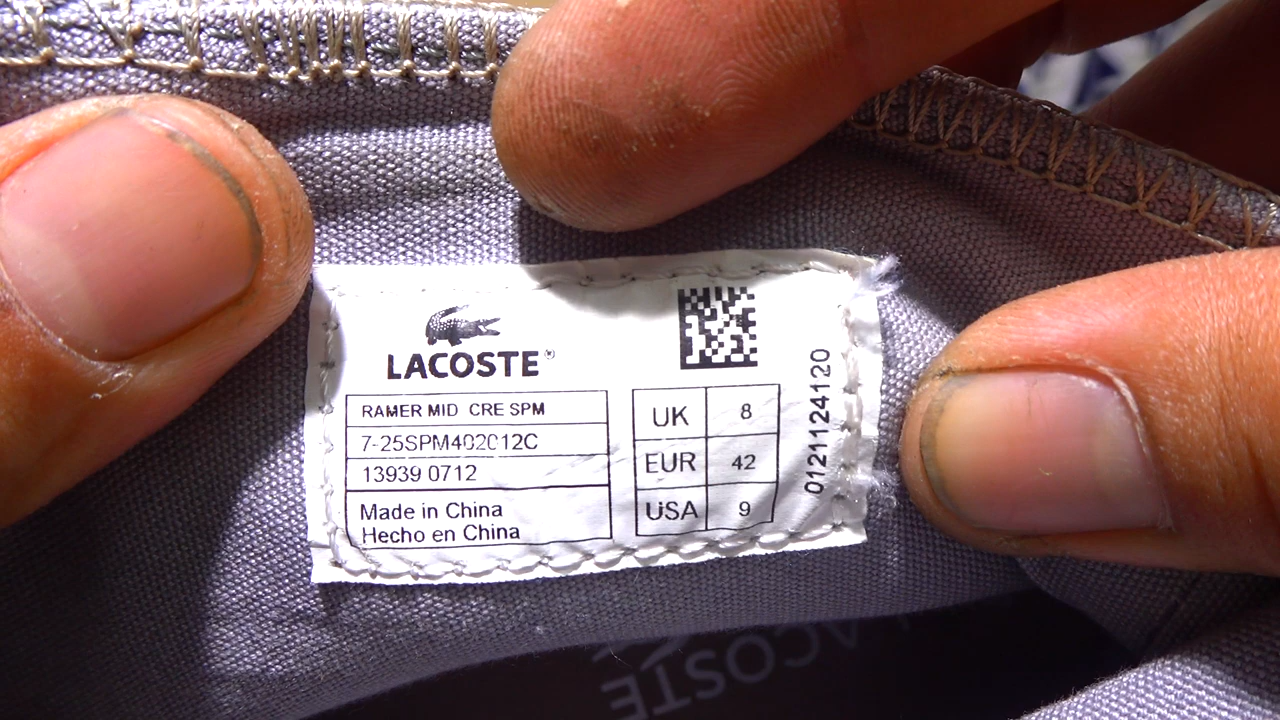 LACOSTE®
RAMER MID CRE SPM
7-25SPM402012C
13939 0712
Made in China
Hecho en China
UK 8
EUR 42
USA 9
0121124120
LACOSTE